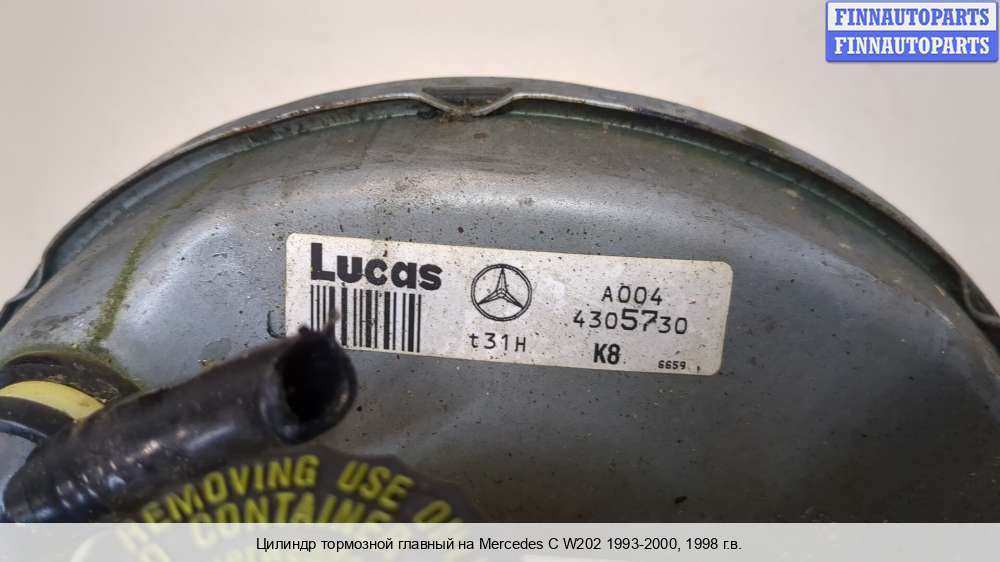 FINNAUTOPARTS
FINNAUTOPARTS
Lucas
A004
4305730
t31H
K8
6659
REMOVING USE
CONTAINE
Цилиндр тормозной главный на Mercedes C W202 1993-2000, 1998 г.в.